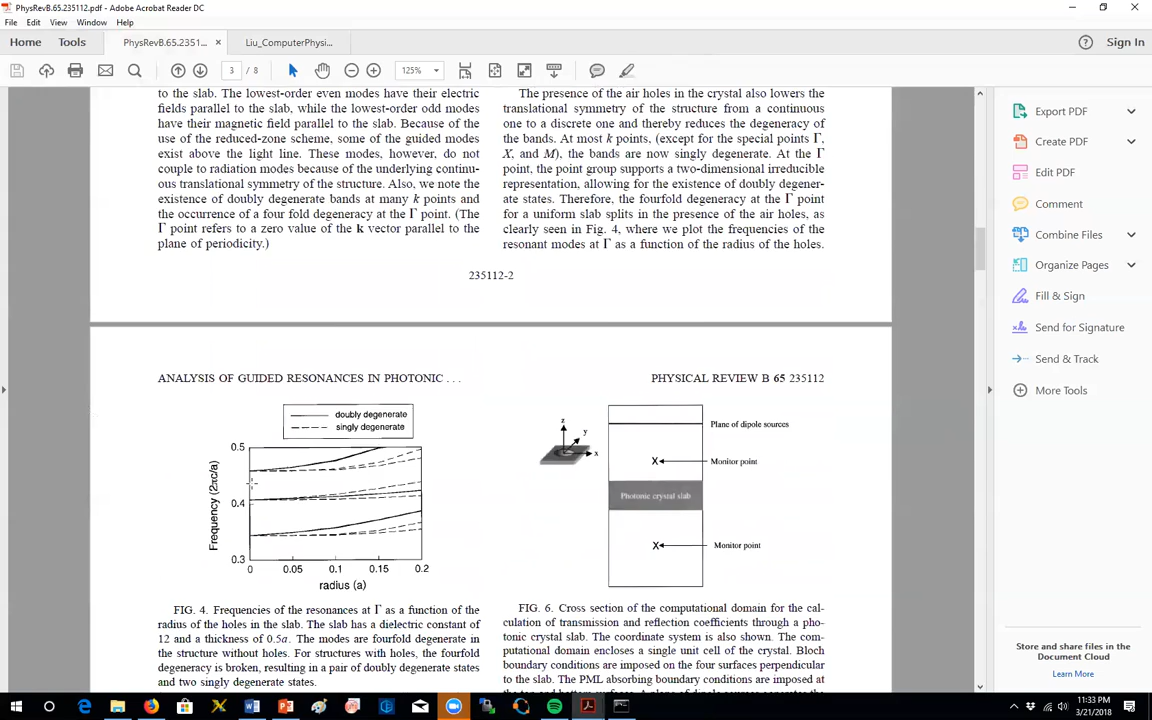 PhysRevB.65.235112.pdf - Adobe Acrobat Reader DC
File Edit View Window Help
Home Tools PhysRevB.65.2351... × Liu_ComputerPhysi...
Sign In
3 / 8 125%
to the slab. The lowest-order even modes have their electric
fields parallel to the slab, while the lowest-order odd modes
have their magnetic field parallel to the slab. Because of the
use of the reduced-zone scheme, some of the guided modes
exist above the light line. These modes, however, do not
couple to radiation modes because of the underlying continu-
ous translational symmetry of the structure. Also, we note the
existence of doubly degenerate bands at many k points and
the occurrence of a four fold degeneracy at the Γ point. (The
Γ point refers to a zero value of the k vector parallel to the
plane of periodicity.)
The presence of the air holes in the crystal also lowers the
translational symmetry of the structure from a continuous
one to a discrete one and thereby reduces the degeneracy of
the bands. At most k points, (except for the special points Γ,
X, and M), the bands are now singly degenerate. At the Γ
point, the point group supports a two-dimensional irreducible
representation, allowing for the existence of doubly degener-
ate states. Therefore, the fourfold degeneracy at the Γ point
for a uniform slab splits in the presence of the air holes, as
clearly seen in Fig. 4, where we plot the frequencies of the
resonant modes at Γ as a function of the radius of the holes.
235112-2
ANALYSIS OF GUIDED RESONANCES IN PHOTONIC . . .
PHYSICAL REVIEW B 65 235112
doubly degenerate
singly degenerate
Frequency (2πc/a)
0.5
0.4
0.3
0 0.05 0.1 0.15 0.2
radius (a)
FIG. 4. Frequencies of the resonances at Γ as a function of the
radius of the holes in the slab. The slab has a dielectric constant of
12 and a thickness of 0.5a. The modes are fourfold degenerate in
the structure without holes. For structures with holes, the fourfold
degeneracy is broken, resulting in a pair of doubly degenerate states
and two singly degenerate states.
z
y
x
Plane of dipole sources
X Monitor point
Photonic crystal slab
X Monitor point
FIG. 6. Cross section of the computational domain for the cal-
culation of transmission and reflection coefficients through a pho-
tonic crystal slab. The coordinate system is also shown. The com-
putational domain encloses a single unit cell of the crystal. Bloch
boundary conditions are imposed on the four surfaces perpendicular
to the slab. The PML absorbing boundary conditions are imposed at
Export PDF
Create PDF
Edit PDF
Comment
Combine Files
Organize Pages
Fill & Sign
Send for Signature
Send & Track
More Tools
Store and share files in the
Document Cloud
Learn More
11:33 PM
3/21/2018